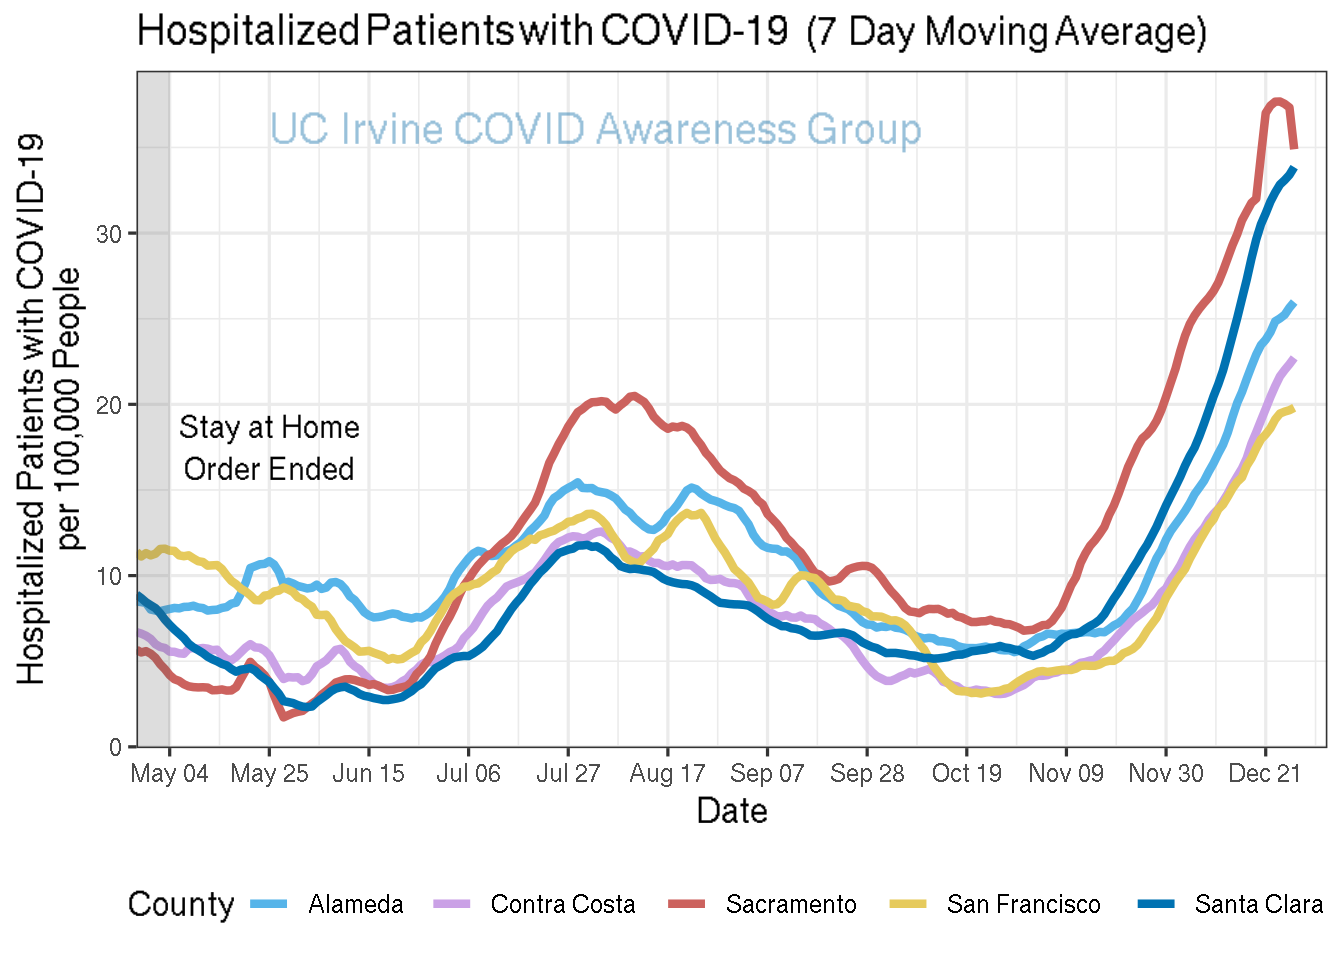 Hospitalized Patients with COVID-19 (7 Day Moving Average)
UC Irvine COVID Awareness Group
Hospitalized Patients with COVID-19
per 100,000 People
30
20
10
0
Stay at Home
Order Ended
May 04 May 25 Jun 15 Jul 06 Jul 27 Aug 17 Sep 07 Sep 28 Oct 19 Nov 09 Nov 30 Dec 21
Date
County Alameda Contra Costa Sacramento San Francisco Santa Clara